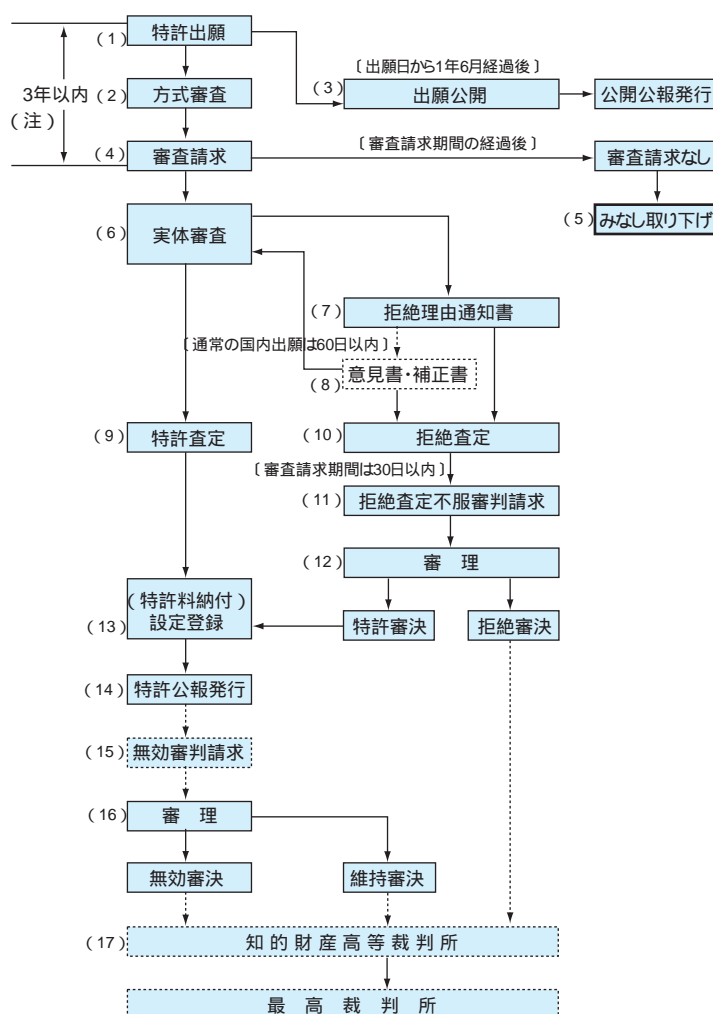 (1) 特許出願
〔出願日から1年6月経過後〕
3年以内
(注)
(2) 方式審査
(3) 出願公開
公開公報発行
(4) 審査請求
〔審査請求期間の経過後〕
審査請求なし
(5) みなし取り下げ
(6) 実体審査
(7) 拒絶理由通知書
〔通常の国内出願は60日以内〕
(8) 意見書・補正書
(9) 特許査定
(10) 拒絶査定
〔審査請求期間は30日以内〕
(11) 拒絶査定不服審判請求
(12) 審 理
(特許料納付)
(13) 設定登録
特許審決
拒絶審決
(14) 特許公報発行
(15) 無効審判請求
(16) 審 理
無効審決
維持審決
(17) 知的財産高等裁判所
最高裁判所